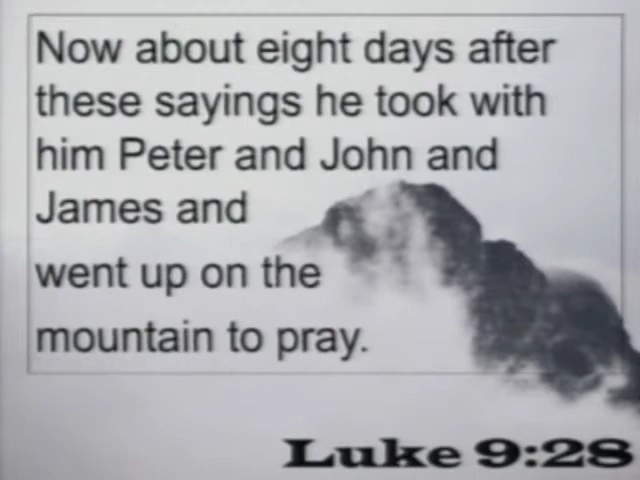 Now about eight days after
these sayings he took with
him Peter and John and
James and
went up on the
mountain to pray.
Luke 9:28